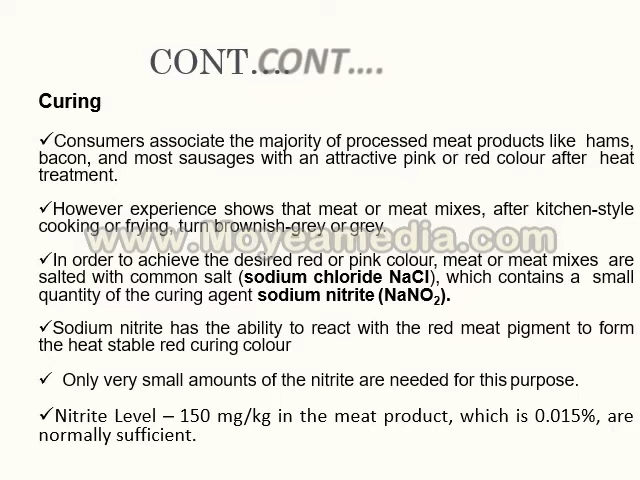 CONT.... CONT....
Curing
✓Consumers associate the majority of processed meat products like hams,
bacon, and most sausages with an attractive pink or red colour after heat
treatment.
✓However experience shows that meat or meat mixes, after kitchen-style
cooking or frying, turn brownish-grey or grey.
www.Moyeamedia.com
✓In order to achieve the desired red or pink colour, meat or meat mixes are
salted with common salt (sodium chloride NaCl), which contains a small
quantity of the curing agent sodium nitrite (NaNO2).
✓Sodium nitrite has the ability to react with the red meat pigment to form
the heat stable red curing colour
✓ Only very small amounts of the nitrite are needed for this purpose.
✓Nitrite Level – 150 mg/kg in the meat product, which is 0.015%, are
normally sufficient.